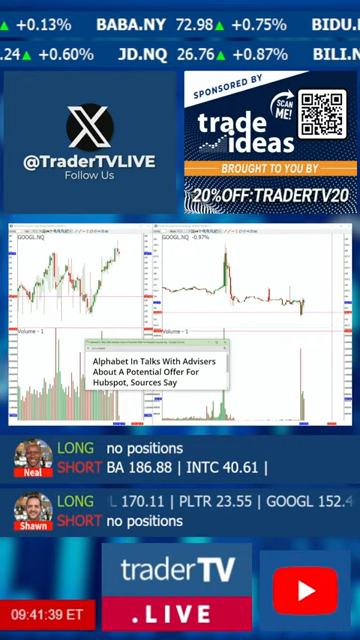 +0.13% BABA.NY 72.98 +0.75% BIDU.
.24 +0.60% JD.NQ 26.76 +0.87% BILI.N
@TraderTVLIVE
Follow Us
SPONSORED BY
SCAN ME!
trade ideas
BROUGHT TO YOU BY
20%OFF:TRADERTV20
GOOGL.NQ
GOOGL.NQ -0.97%
Volume - 1
Volume - 1
Alphabet In Talks With Advisers
About A Potential Offer For
Hubspot, Sources Say
Neal
LONG no positions
SHORT BA 186.88 | INTC 40.61 |
Shawn
LONG L 170.11 | PLTR 23.55 | GOOGL 152.4
SHORT no positions
09:41:39 ET
traderTV
.LIVE